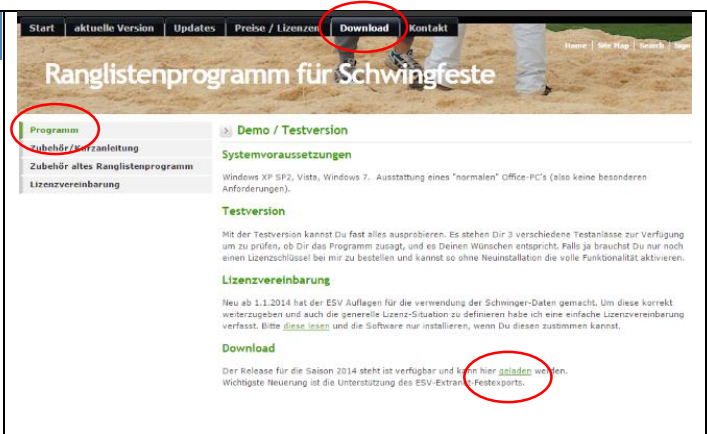 Start | aktuelle Version | Updates | Preise / Lizenzen | Download | Kontakt
Home | Site Map | Search | Sign
Ranglistenprogramm für Schwingfeste
Programm
Zubehör/Kurzanleitung
Zubehör altes Ranglistenprogramm
Lizenzvereinbarung
Demo / Testversion
Systemvoraussetzungen
Windows XP SP2, Vista, Windows 7. Ausstattung eines "normalen" Office-PC's (also keine besonderen
Anforderungen).
Testversion
Mit der Testversion kannst Du fast alles ausprobieren. Es stehen Dir 3 verschiedene Testanlässe zur Verfügung
um zu prüfen, ob Dir das Programm zusagt, und es Deinen Wünschen entspricht. Falls ja brauchst Du nur noch
einen Lizenzschlüssel bei mir zu bestellen und kannst so ohne Neuinstallation die volle Funktionalität aktivieren.
Lizenzvereinbarung
Neu ab 1.1.2014 hat der ESV Auflagen für die verwendung der Schwinger-Daten gemacht. Um diese korrekt
weiterzugeben und auch die generelle Lizenz-Situation zu definieren habe ich eine einfache Lizenzvereinbarung
verfasst. Bitte diese lesen und die Software nur installieren, wenn Du diesen zustimmen kannst.
Download
Der Release für die Saison 2014 steht ist verfügbar und kann hier geladen werden.
Wichtigste Neuerung ist die Unterstützung des ESV-Extranet-Festexports.